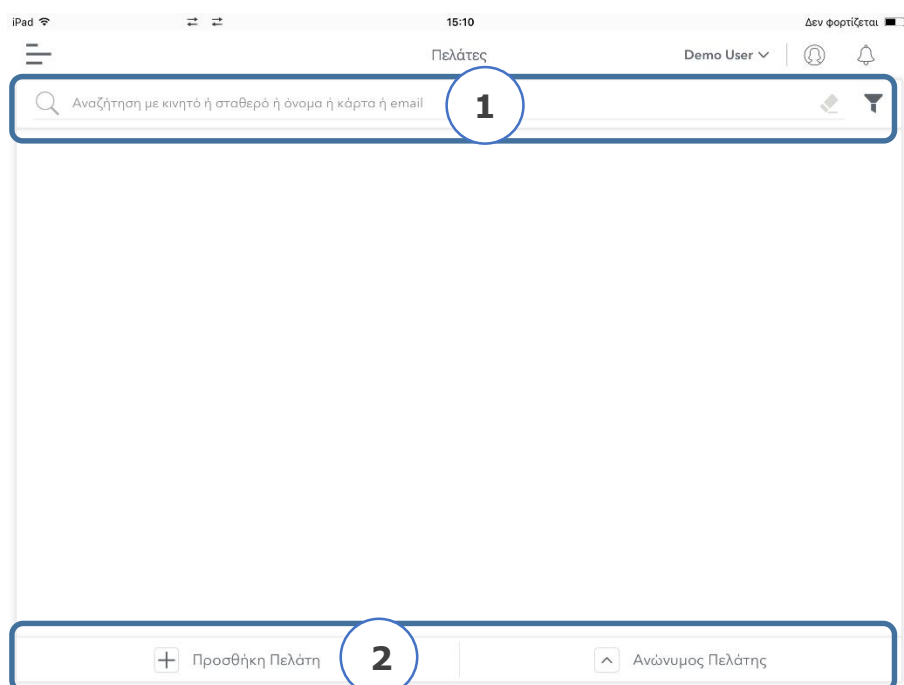 iPad 15:10 Δεν φορτίζεται
Πελάτες Demo User
Αναζήτηση με κινητό ή σταθερό ή όνομα ή κάρτα ή email 1
Προσθήκη Πελάτη 2 Ανώνυμος Πελάτης